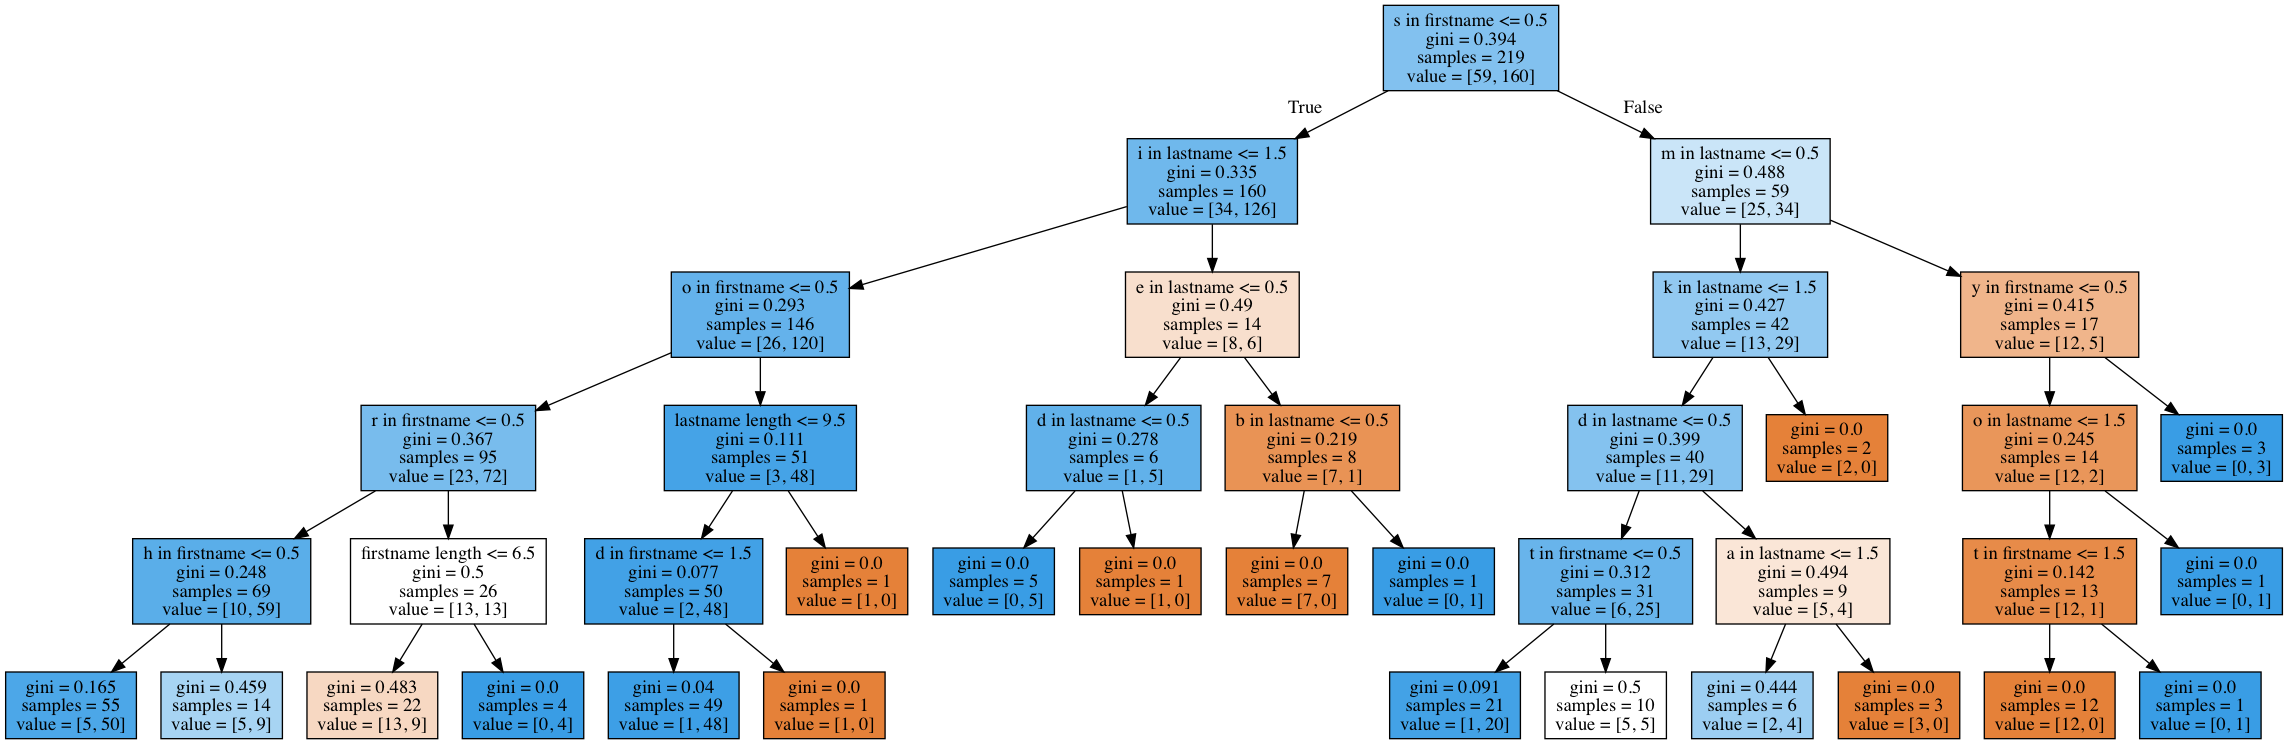 s in firstname <= 0.5
gini = 0.394
samples = 219
value = [59, 160]
True
False
i in lastname <= 1.5
gini = 0.335
samples = 160
value = [34, 126]
m in lastname <= 0.5
gini = 0.488
samples = 59
value = [25, 34]
o in firstname <= 0.5
gini = 0.293
samples = 146
value = [26, 120]
e in lastname <= 0.5
gini = 0.49
samples = 14
value = [8, 6]
k in lastname <= 1.5
gini = 0.427
samples = 42
value = [13, 29]
y in firstname <= 0.5
gini = 0.415
samples = 17
value = [12, 5]
r in firstname <= 0.5
gini = 0.367
samples = 95
value = [23, 72]
lastname length <= 9.5
gini = 0.111
samples = 51
value = [3, 48]
d in lastname <= 0.5
gini = 0.278
samples = 6
value = [1, 5]
b in lastname <= 0.5
gini = 0.219
samples = 8
value = [7, 1]
d in lastname <= 0.5
gini = 0.399
samples = 40
value = [11, 29]
gini = 0.0
samples = 2
value = [2, 0]
o in lastname <= 1.5
gini = 0.245
samples = 14
value = [12, 2]
gini = 0.0
samples = 3
value = [0, 3]
h in firstname <= 0.5
gini = 0.248
samples = 69
value = [10, 59]
firstname length <= 6.5
gini = 0.5
samples = 26
value = [13, 13]
d in firstname <= 1.5
gini = 0.077
samples = 50
value = [2, 48]
gini = 0.0
samples = 1
value = [1, 0]
gini = 0.0
samples = 5
value = [0, 5]
gini = 0.0
samples = 1
value = [1, 0]
gini = 0.0
samples = 7
value = [7, 0]
gini = 0.0
samples = 1
value = [0, 1]
t in firstname <= 0.5
gini = 0.312
samples = 31
value = [6, 25]
a in lastname <= 1.5
gini = 0.494
samples = 9
value = [5, 4]
t in firstname <= 1.5
gini = 0.142
samples = 13
value = [12, 1]
gini = 0.0
samples = 1
value = [0, 1]
gini = 0.165
samples = 55
value = [5, 50]
gini = 0.459
samples = 14
value = [5, 9]
gini = 0.483
samples = 22
value = [13, 9]
gini = 0.0
samples = 4
value = [0, 4]
gini = 0.04
samples = 49
value = [1, 48]
gini = 0.0
samples = 1
value = [1, 0]
gini = 0.091
samples = 21
value = [1, 20]
gini = 0.5
samples = 10
value = [5, 5]
gini = 0.444
samples = 6
value = [2, 4]
gini = 0.0
samples = 3
value = [3, 0]
gini = 0.0
samples = 12
value = [12, 0]
gini = 0.0
samples = 1
value = [0, 1]